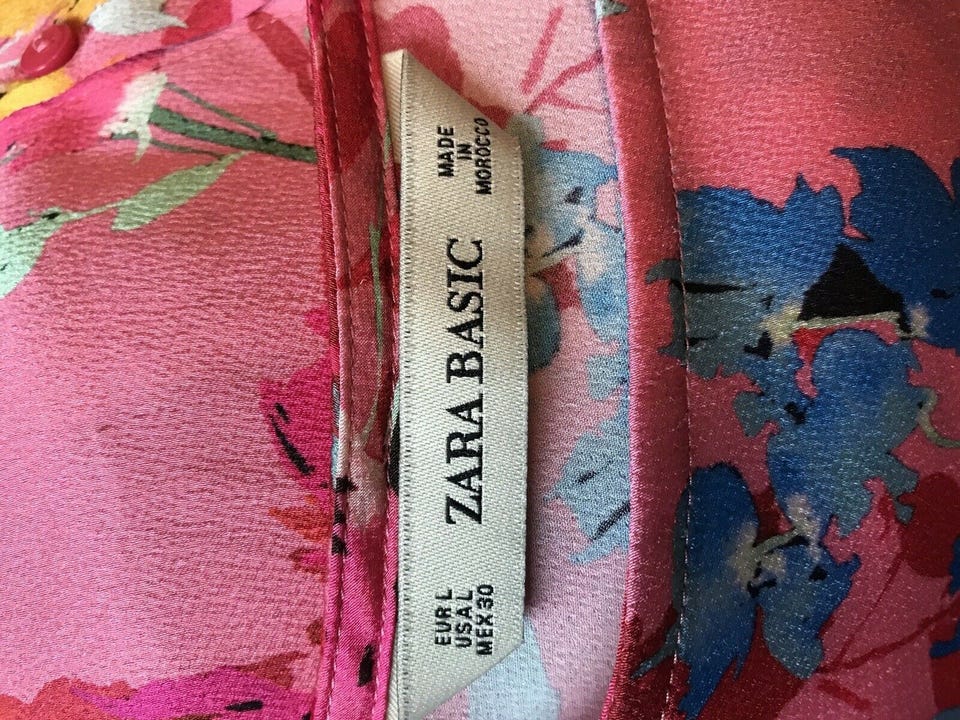 EUR L
USA L
MEX 30
ZARA BASIC
MADE
IN
MOROCCO